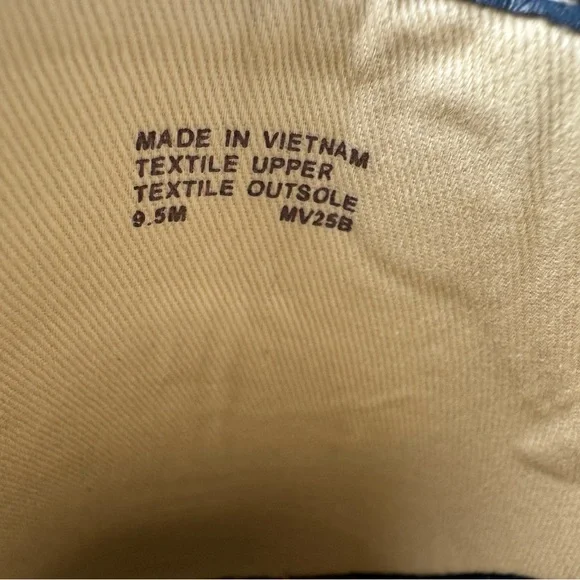 MADE IN VIETNAM
TEXTILE UPPER
TEXTILE OUTSOLE
9.5M MV25B